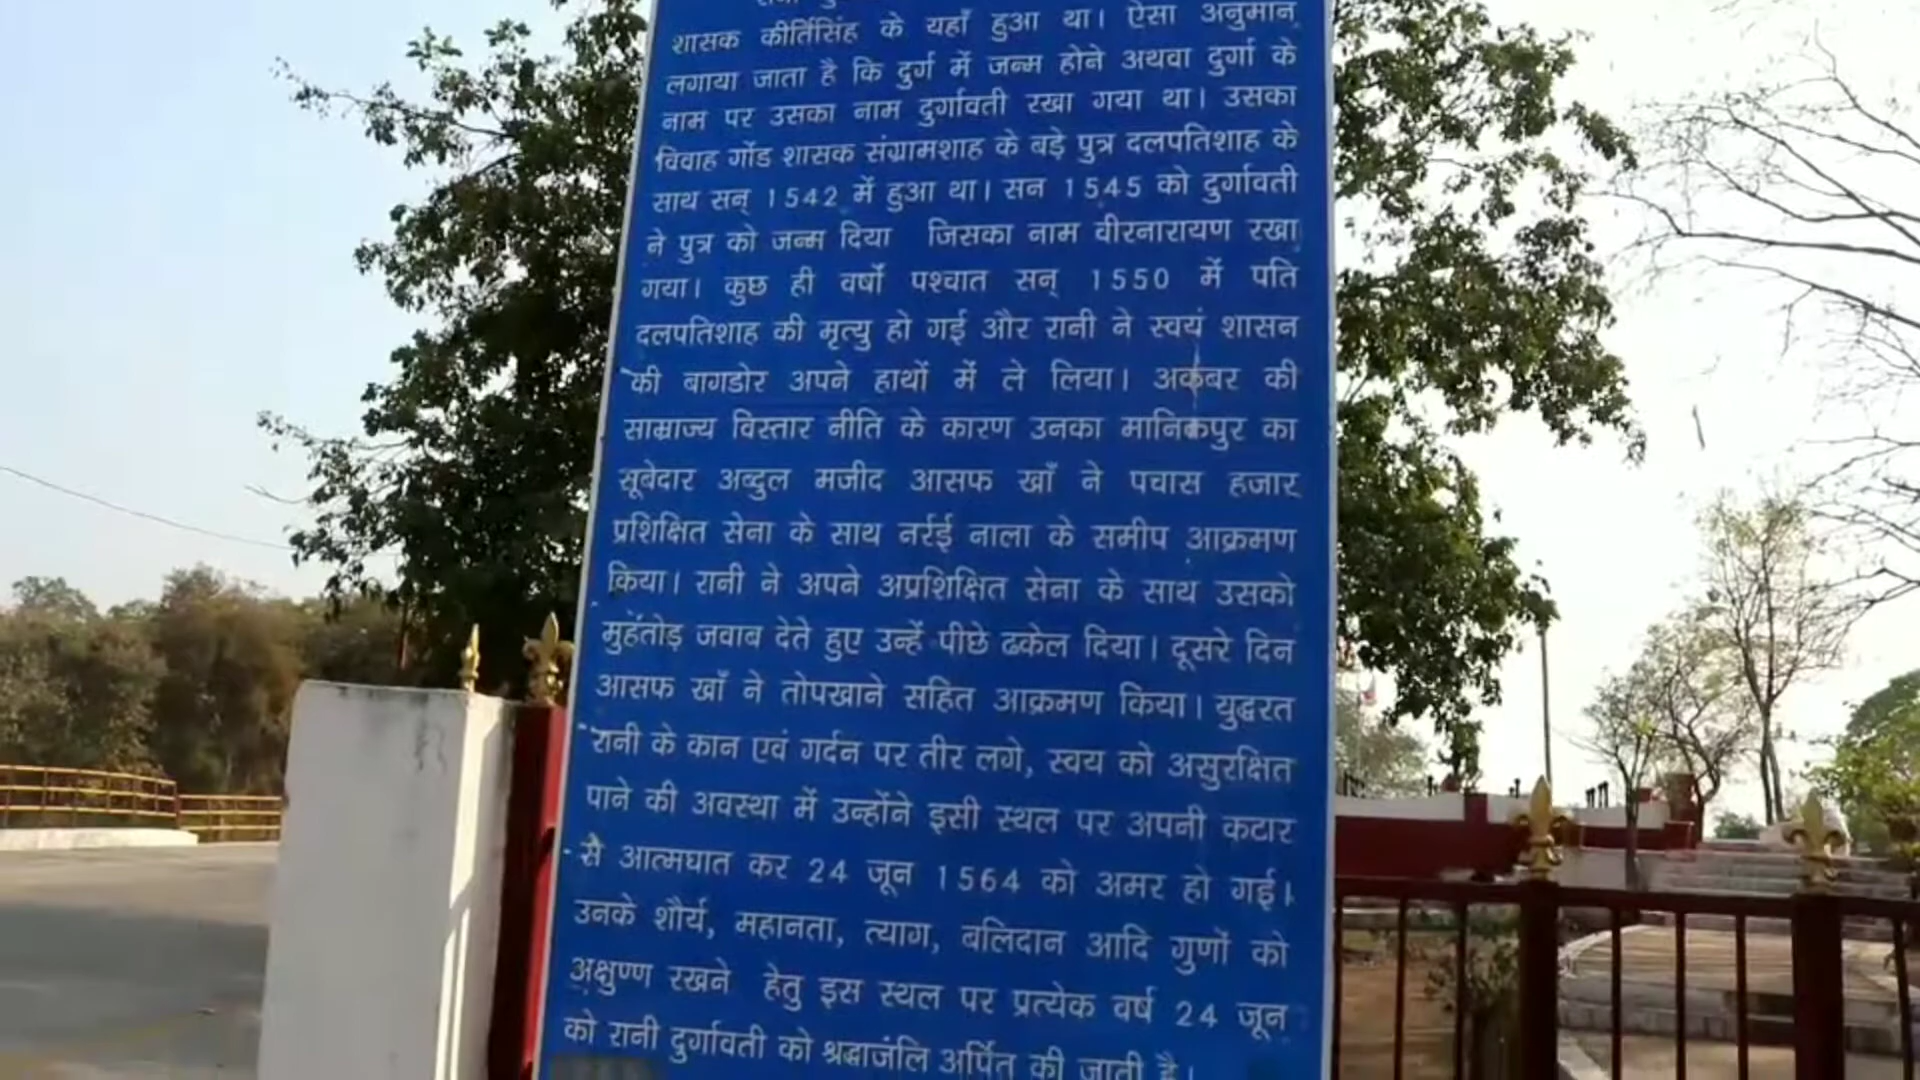 शासक कीर्तिसिंह के यहाँ हुआ था। ऐसा अनुमान
लगाया जाता है कि दुर्ग में जन्म होने अथवा दुर्गा के
नाम पर उसका नाम दुर्गावती रखा गया था। उसका
विवाह गोंड शासक संग्रामशाह के बड़े पुत्र दलपतिशाह के
साथ सन् 1542 में हुआ था। सन 1545 को दुर्गावती
ने पुत्र को जन्म दिया जिसका नाम वीरनारायण रखा
गया। कुछ ही वर्षों पश्चात सन् 1550 में पति
दलपतिशाह की मृत्यु हो गई और रानी ने स्वयं शासन
की बागडोर अपने हाथों में ले लिया। अकबर की
साम्राज्य विस्तार नीति के कारण उनका मानिकपुर का
सूबेदार अब्दुल मजीद आसफ खाँ ने पचास हजार
प्रशिक्षित सेना के साथ नर्रई नाला के समीप आक्रमण
किया। रानी ने अपने अप्रशिक्षित सेना के साथ उसको
मुहंतोड़ जवाब देते हुए उन्हें पीछे ढकेल दिया। दूसरे दिन
आसफ खाँ ने तोपखाने सहित आक्रमण किया। युद्धरत
रानी के कान एवं गर्दन पर तीर लगे, स्वय को असुरक्षित
पाने की अवस्था में उन्होंने इसी स्थल पर अपनी कटार
से आत्मघात कर 24 जून 1564 को अमर हो गई।
उनके शौर्य, महानता, त्याग, बलिदान आदि गुणों को
अक्षुण्ण रखने हेतु इस स्थल पर प्रत्येक वर्ष 24 जून
को रानी दुर्गावती को श्रद्धाजंलि अर्पित की जाती है।